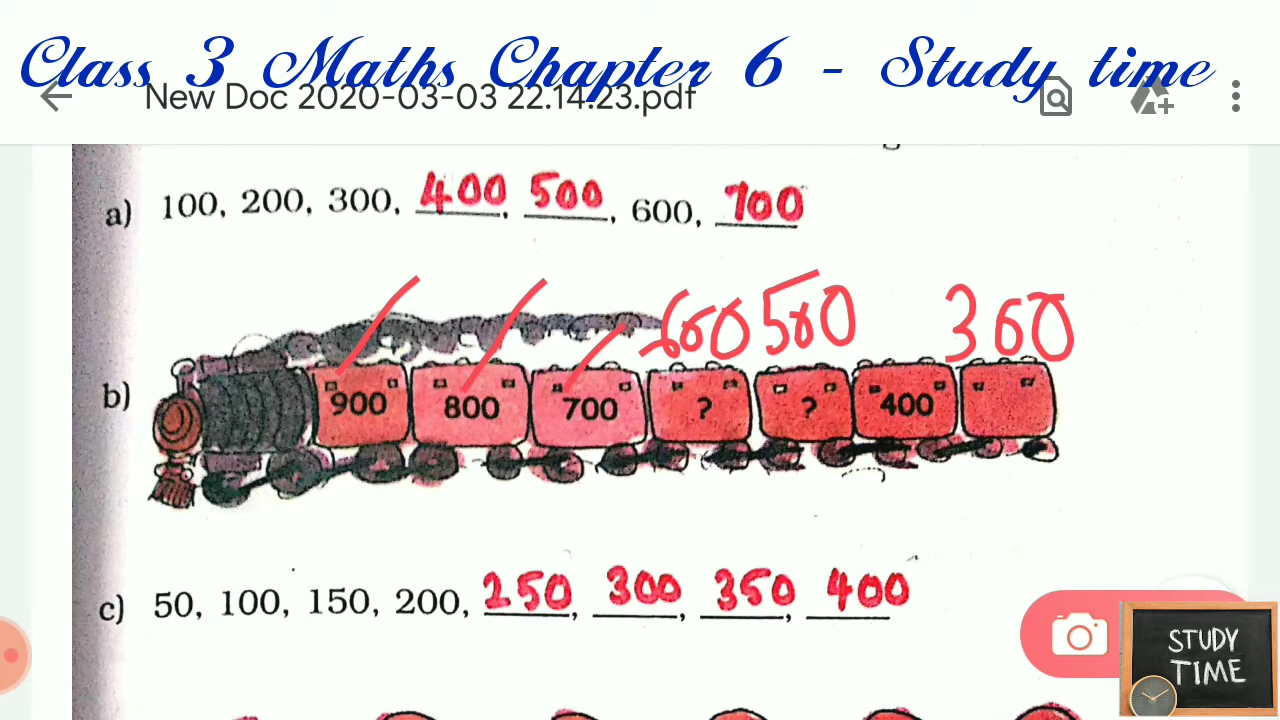 Class 3 Maths Chapter 6 - Study time
New Doc 2020-03-03 22.14.23.pdf
a) 100, 200, 300, 400, 500, 600, 700
600 500 300
b) 900 800 700 ? ? 400
c) 50, 100, 150, 200, 250, 300, 350, 400
STUDY
TIME